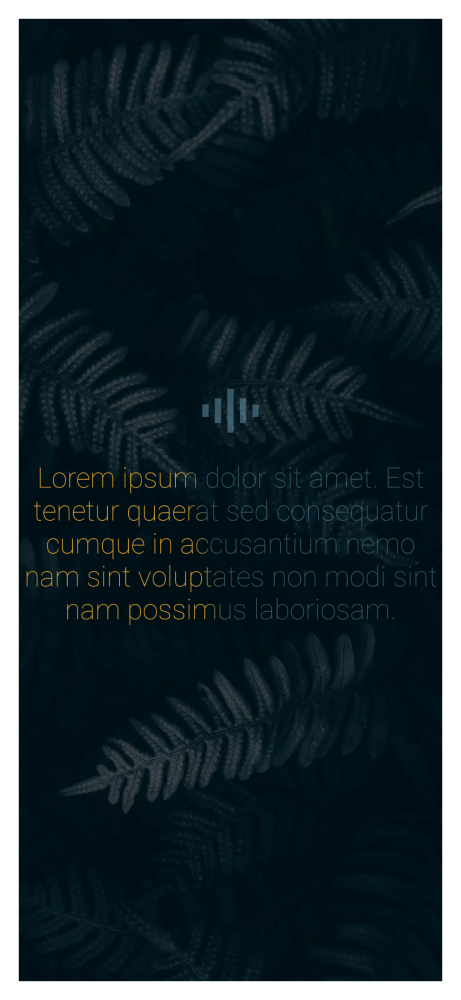 Lorem ipsum dolor sit amet. Est
tenetur quaerat sed consequatur
cumque in accusantium nemo
nam sint voluptates non modi sint
nam possimus laboriosam.